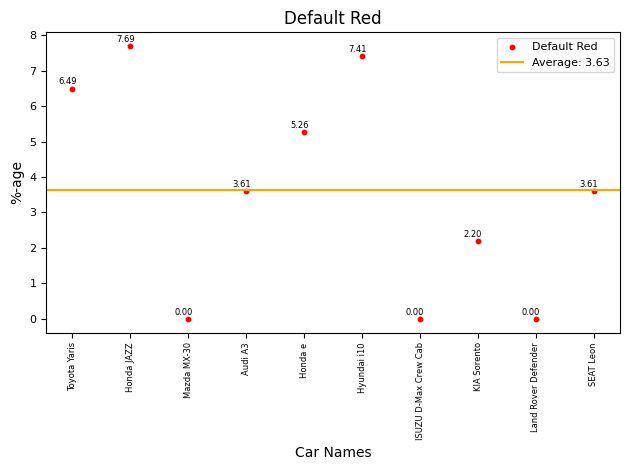 Default Red
%-age
8
7
6
5
4
3
2
1
0
6.49
7.69
0.00
3.61
5.26
7.41
0.00
2.20
0.00
3.61
Default Red
Average: 3.63
Toyota Yaris
Honda JAZZ
Mazda MX-30
Audi A3
Honda e
Hyundai i10
ISUZU D-Max Crew Cab
KIA Sorento
Land Rover Defender
SEAT Leon
Car Names